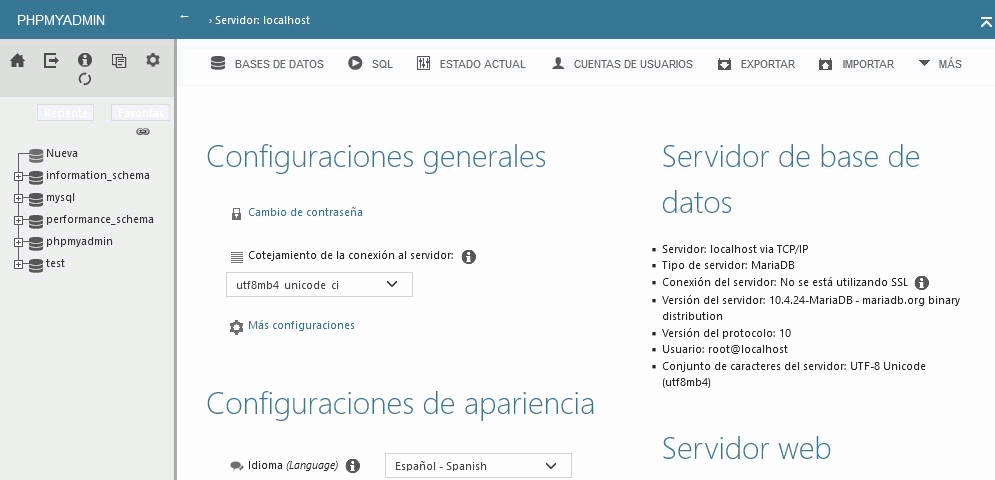 PHPMYADMIN
← › Servidor: localhost
BASES DE DATOS SQL ESTADO ACTUAL CUENTAS DE USUARIOS EXPORTAR IMPORTAR MÁS
Reciente Favoritas
Nueva
information_schema
mysql
performance_schema
phpmyadmin
test
Configuraciones generales
Cambio de contraseña
Cotejamiento de la conexión al servidor:
utf8mb4_unicode_ci
Más configuraciones
Configuraciones de apariencia
Idioma (Language) Español - Spanish
Servidor de base de
datos
▪ Servidor: localhost via TCP/IP
▪ Tipo de servidor: MariaDB
▪ Conexión del servidor: No se está utilizando SSL
▪ Versión del servidor: 10.4.24-MariaDB - mariadb.org binary
distribution
▪ Versión del protocolo: 10
▪ Usuario: root@localhost
▪ Conjunto de caracteres del servidor: UTF-8 Unicode
(utf8mb4)
Servidor web